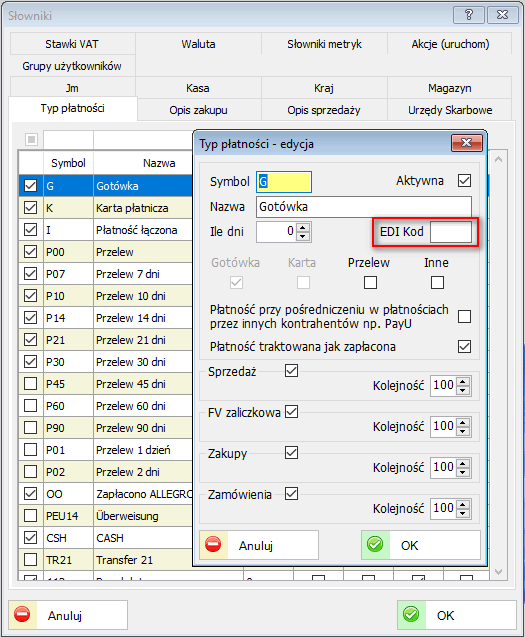 Słowniki
Stawki VAT Waluta Słowniki metryk Akcje (uruchom)
Grupy użytkowników
Jm Kasa Kraj Magazyn
Typ płatności Opis zakupu Opis sprzedaży Urzędy Skarbowe
Symbol Nazwa
G Gotówka
K Karta płatnicza
I Płatność łączona
P00 Przelew
P07 Przelew 7 dni
P10 Przelew 10 dni
P14 Przelew 14 dni
P21 Przelew 21 dni
P30 Przelew 30 dni
P45 Przelew 45 dni
P60 Przelew 60 dni
P90 Przelew 90 dni
P01 Przelew 1 dzień
P02 Przelew 2 dni
OO Zapłacono ALLEGRO
PEU14 Überweisung
CSH CASH
TR21 Transfer 21
Typ płatności - edycja
Symbol G Aktywna
Nazwa Gotówka
Ile dni 0 EDI Kod
Gotówka Karta Przelew Inne
Płatność przy pośredniczeniu w płatnościach
przez innych kontrahentów np. PayU
Płatność traktowana jak zapłacona
Sprzedaż
Kolejność 100
FV zaliczkowa
Kolejność 100
Zakupy
Kolejność 100
Zamówienia
Kolejność 100
Anuluj OK
Anuluj OK